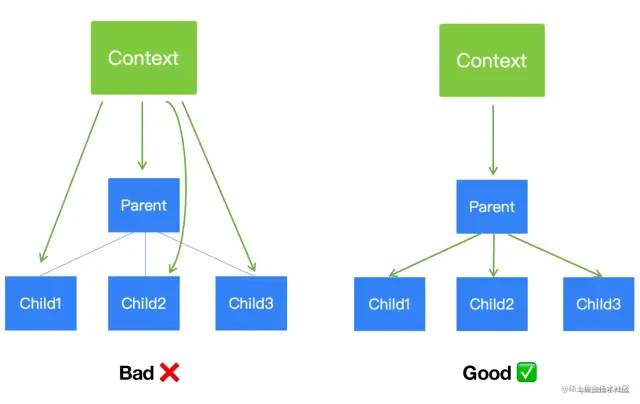 Context
Parent
Child1
Child2
Child3
Bad ❌
Context
Parent
Child1
Child2
Child3
Good ✅
@稀土掘金技术社区